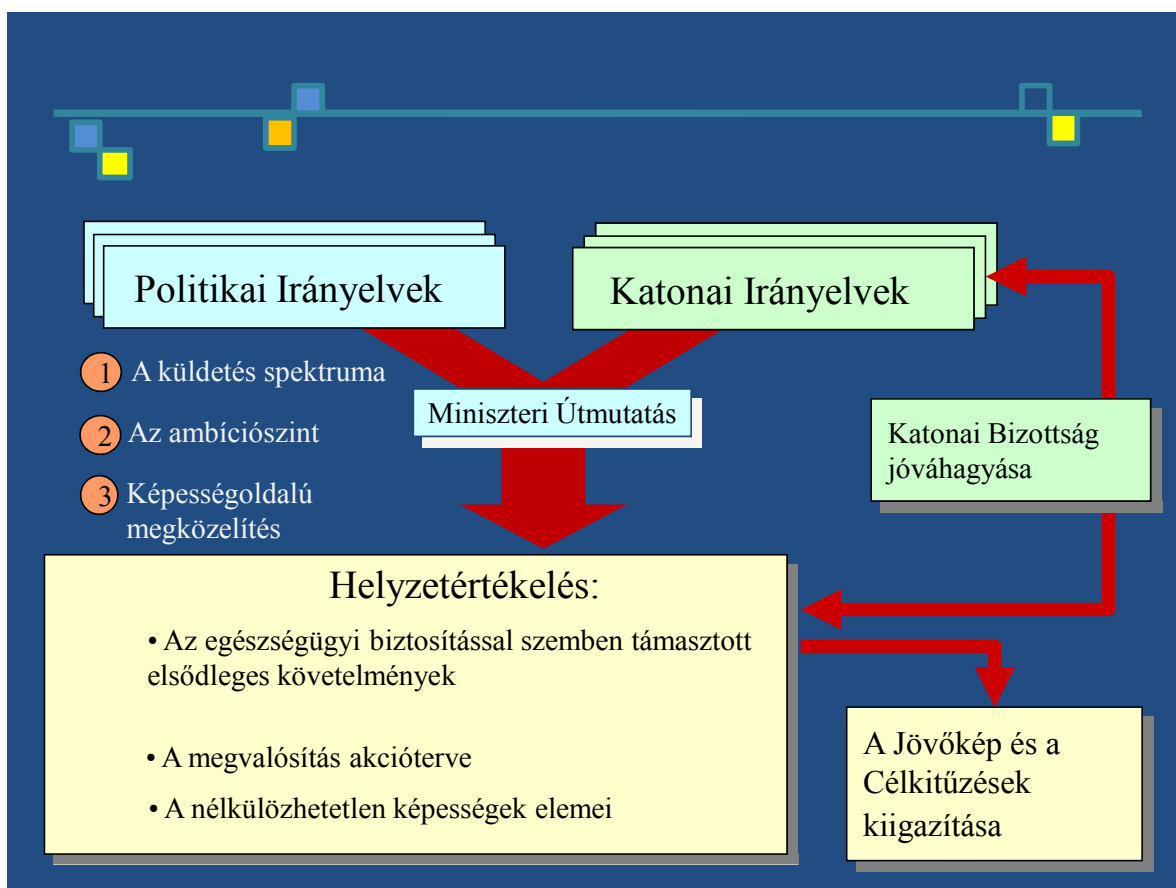 Politikai Irányelvek
Katonai Irányelvek
1 A küldetés spektruma
2 Az ambíciószint
3 Képességoldalú
megközelítés
Miniszteri Útmutatás
Katonai Bizottság
jóváhagyása
Helyzetértékelés:
• Az egészségügyi biztosítással szemben támasztott
elsődleges követelmények
• A megvalósítás akcióterve
• A nélkülözhetetlen képességek elemei
A Jövőkép és a
Célkitűzések
kiigazítása